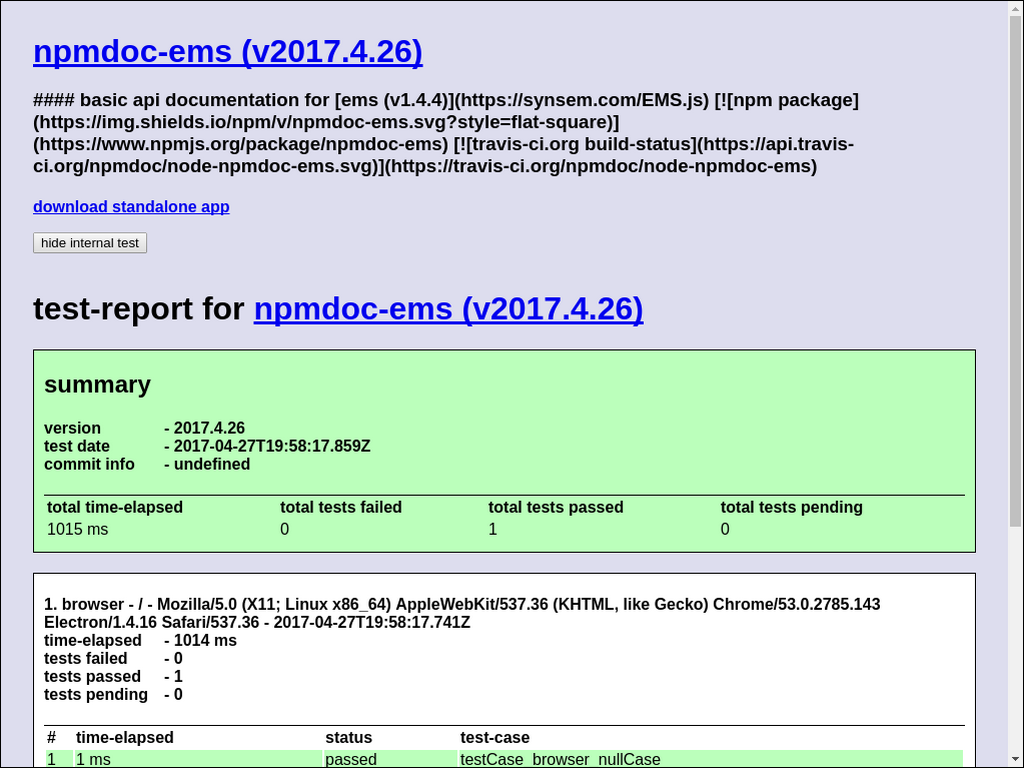 npmdoc-ems (v2017.4.26)
#### basic api documentation for [ems (v1.4.4)](https://synsem.com/EMS.js) [![npm package]
(https://img.shields.io/npm/v/npmdoc-ems.svg?style=flat-square)]
(https://www.npmjs.org/package/npmdoc-ems) [![travis-ci.org build-status](https://api.travis-
ci.org/npmdoc/node-npmdoc-ems.svg)](https://travis-ci.org/npmdoc/node-npmdoc-ems)
download standalone app
hide internal test
test-report for npmdoc-ems (v2017.4.26)
summary
version - 2017.4.26
test date - 2017-04-27T19:58:17.859Z
commit info - undefined
total time-elapsed total tests failed total tests passed total tests pending
1015 ms 0 1 0
1. browser - / - Mozilla/5.0 (X11; Linux x86_64) AppleWebKit/537.36 (KHTML, like Gecko) Chrome/53.0.2785.143
Electron/1.4.16 Safari/537.36 - 2017-04-27T19:58:17.741Z
time-elapsed - 1014 ms
tests failed - 0
tests passed - 1
tests pending - 0
# time-elapsed status test-case
1 1 ms passed testCase_browser_nullCase